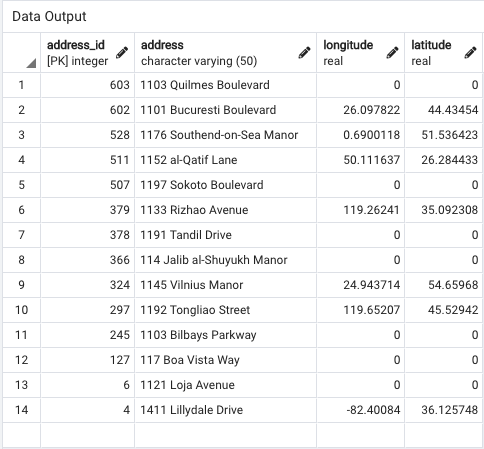 Data Output
address_id [PK] integer address character varying (50) longitude real latitude real
1 603 1103 Quilmes Boulevard 0 0
2 602 1101 Bucuresti Boulevard 26.097822 44.43454
3 528 1176 Southend-on-Sea Manor 0.6900118 51.536423
4 511 1152 al-Qatif Lane 50.111637 26.284433
5 507 1197 Sokoto Boulevard 0 0
6 379 1133 Rizhao Avenue 119.26241 35.092308
7 378 1191 Tandil Drive 0 0
8 366 114 Jalib al-Shuyukh Manor 0 0
9 324 1145 Vilnius Manor 24.943714 54.65968
10 297 1192 Tongliao Street 119.65207 45.52942
11 245 1103 Bilbays Parkway 0 0
12 127 117 Boa Vista Way 0 0
13 6 1121 Loja Avenue 0 0
14 4 1411 Lillydale Drive -82.40084 36.125748